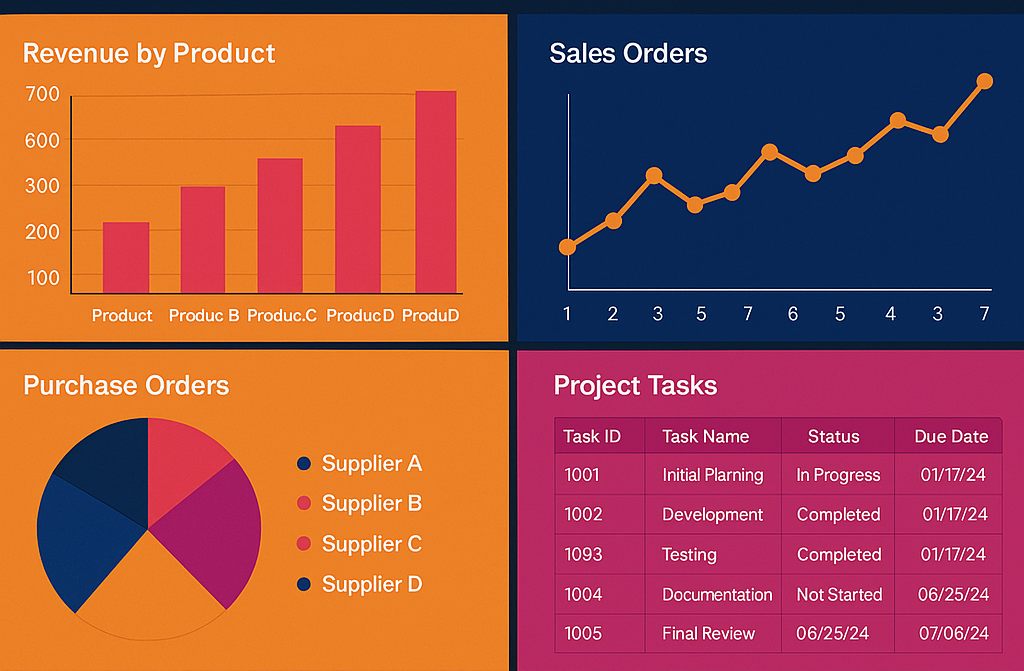 Revenue by Product
700
600
300
200
100
Product Produc B Produc.C ProducD ProduD
Sales Orders
1 2 3 5 7 6 5 4 3 7
Purchase Orders
Supplier A
Supplier B
Supplier C
Supplier D
Project Tasks
Task ID Task Name Status Due Date
1001 Initial Plarning In Progress 01/17/24
1002 Development Completed 01/17/24
1093 Testing Completed 01/17/24
1004 Documentation Not Started 06/25/24
1005 Final Review 06/25/24 07/06/24